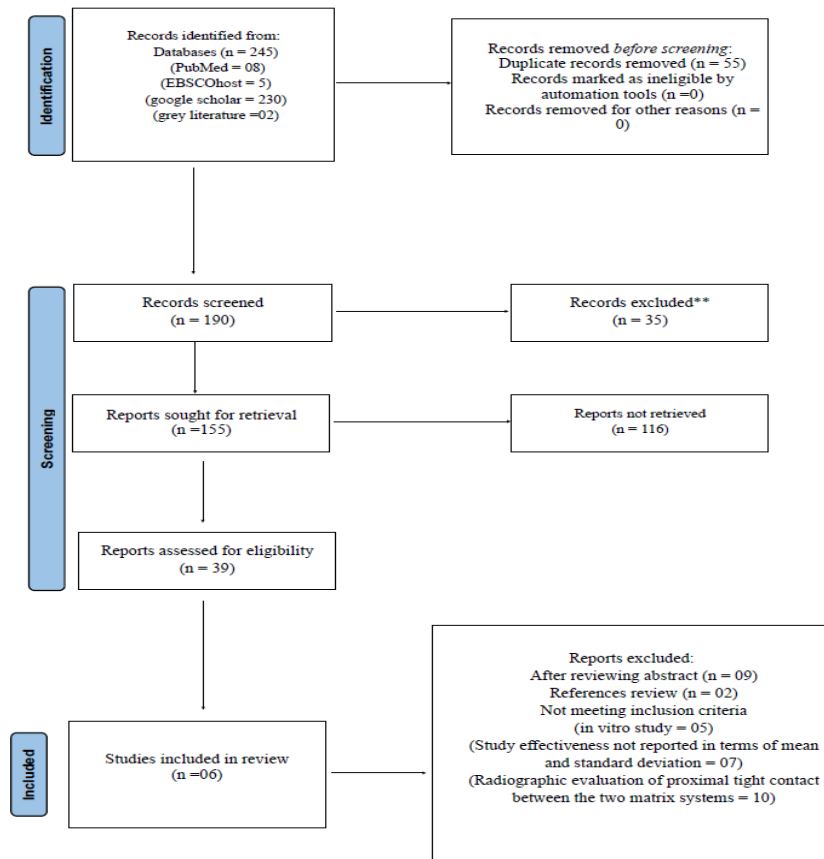 Identification
Records identified from:
Databases (n = 245)
(PubMed = 08)
(EBSCOhost = 5)
(google scholar = 230)
(grey literature =02)
Records removed before screening:
Duplicate records removed (n = 55)
Records marked as ineligible by
automation tools (n =0)
Records removed for other reasons (n =
0)
Screening
Records screened
(n = 190)
Records excluded**
(n = 35)
Reports sought for retrieval
(n =155)
Reports not retrieved
(n = 116)
Reports assessed for eligibility
(n = 39)
Included
Studies included in review
(n =06)
Reports excluded:
After reviewing abstract (n = 09)
References review (n = 02)
Not meeting inclusion criteria
(in vitro study = 05)
(Study effectiveness not reported in terms of mean
and standard deviation = 07)
(Radiographic evaluation of proximal tight contact
between the two matrix systems = 10)